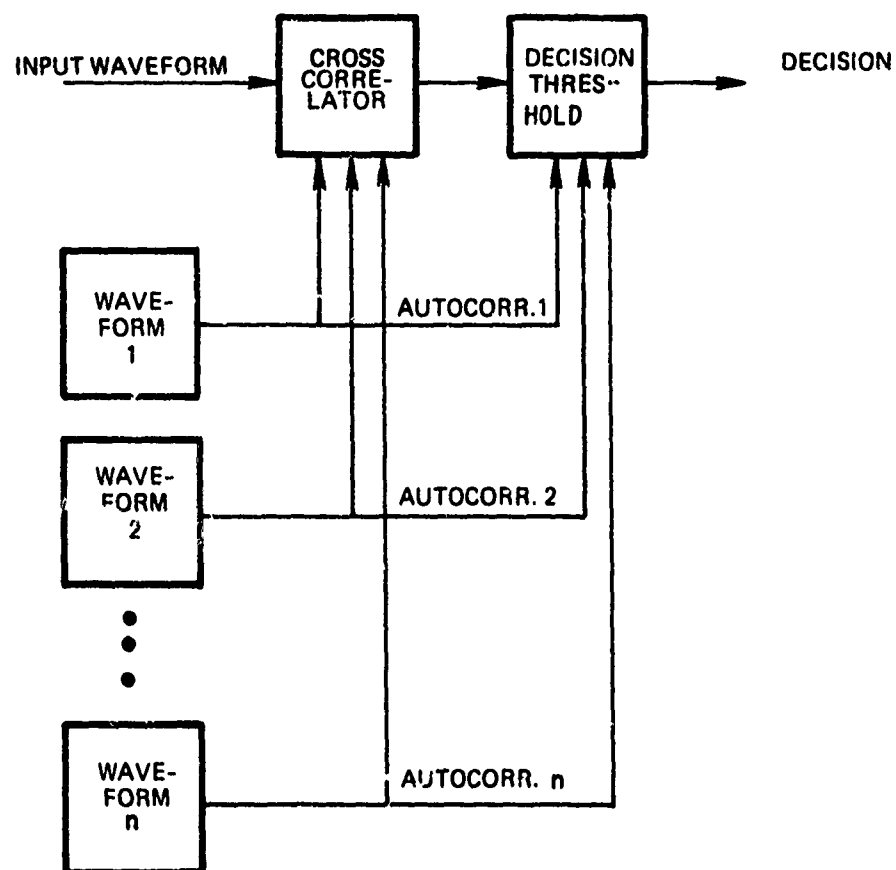 INPUT WAVEFORM
CROSS
CORRE-
LATOR
DECISION
THRES-
HOLD
DECISION
WAVE-
FORM
1
AUTOCORR.1
WAVE-
FORM
2
AUTOCORR. 2
WAVE-
FORM
n
AUTOCORR. n